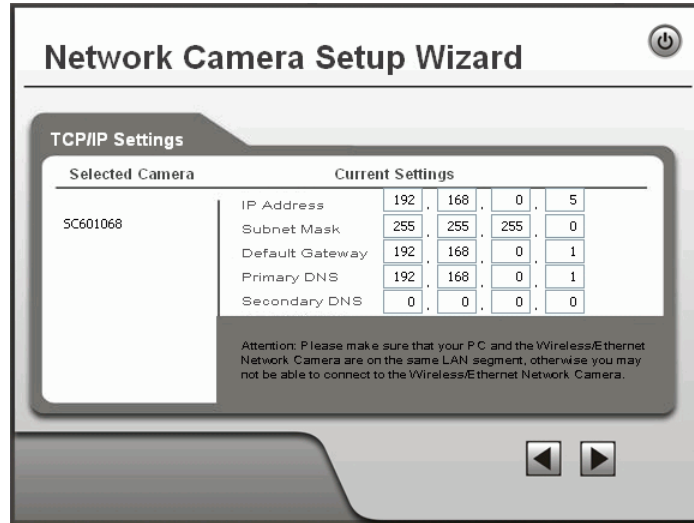 Network Camera Setup Wizard
TCP/IP Settings
Selected Camera
Current Settings
SC601068
IP Address 192 . 168 . 0 . 5
Subnet Mask 255 . 255 . 255 . 0
Default Gateway 192 . 168 . 0 . 1
Primary DNS 192 . 168 . 0 . 1
Secondary DNS 0 . 0 . 0 . 0
Attention: Please make sure that your PC and the Wireless/Ethernet
Network Camera are on the same LAN segment, otherwise you may
not be able to connect to the Wireless/Ethernet Network Camera.